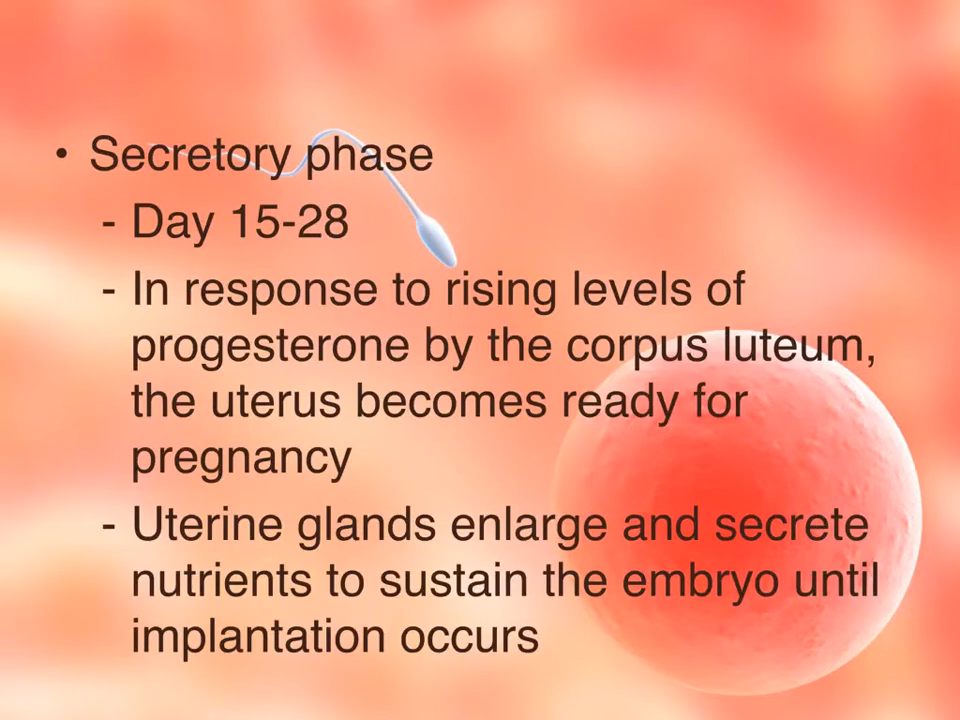 • Secretory phase
- Day 15-28
- In response to rising levels of
progesterone by the corpus luteum,
the uterus becomes ready for
pregnancy
- Uterine glands enlarge and secrete
nutrients to sustain the embryo until
implantation occurs